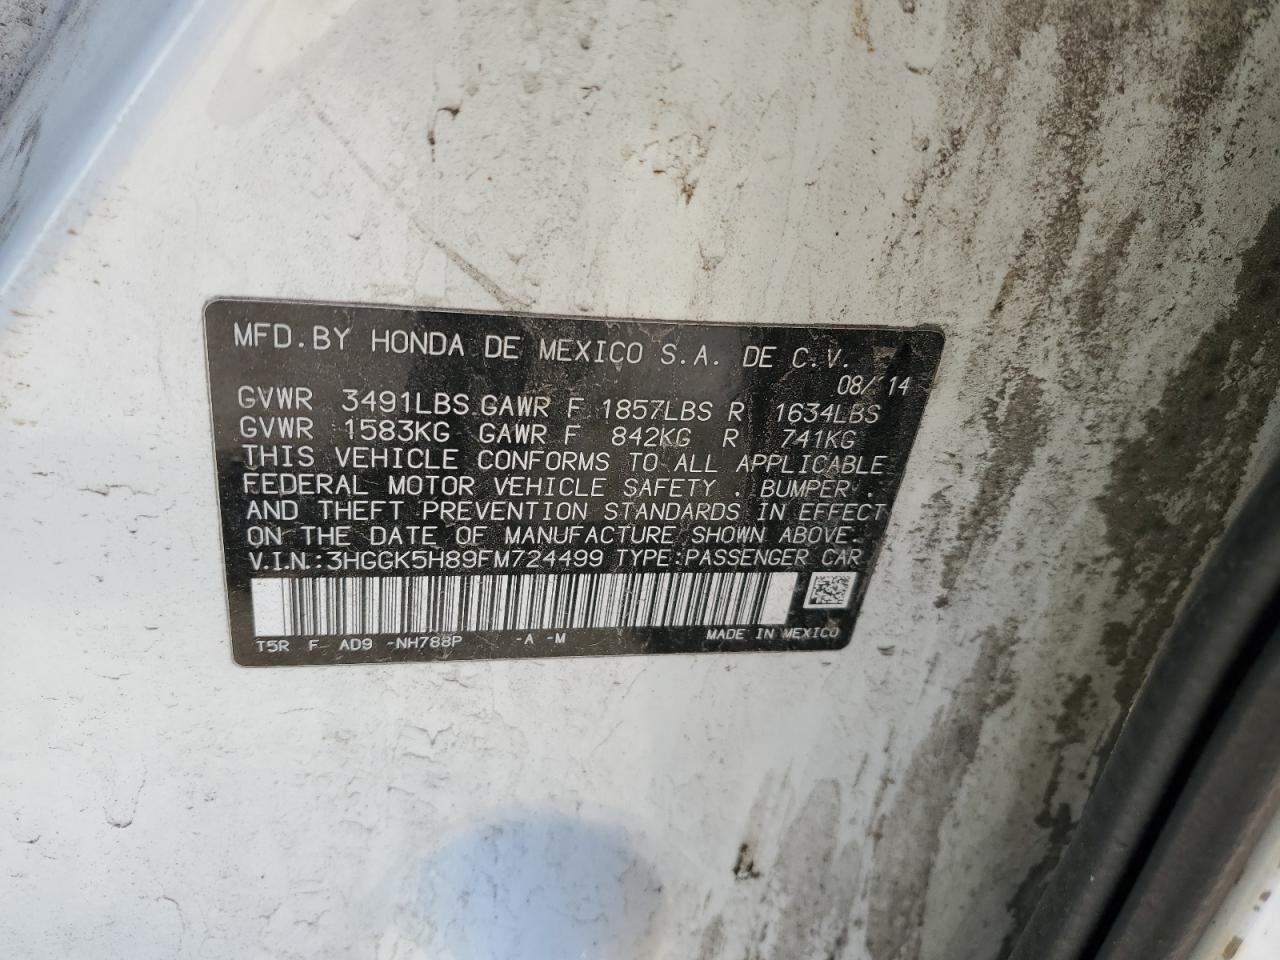 MFD.BY HONDA DE MEXICO S.A. DE C.V.
08/ 14
GVWR 3491LBS GAWR F 1857LBS R 1634LBS
GVWR 1583KG GAWR F 842KG R 741KG
THIS VEHICLE CONFORMS TO ALL APPLICABLE
FEDERAL MOTOR VEHICLE SAFETY , BUMPER ,
AND THEFT PREVENTION STANDARDS IN EFFECT
ON THE DATE OF MANUFACTURE SHOWN ABOVE.
V.I.N.:3HGGK5H89FM724499 TYPE:PASSENGER CAR
T5R F AD9 -NH788P -A -M MADE IN MEXICO